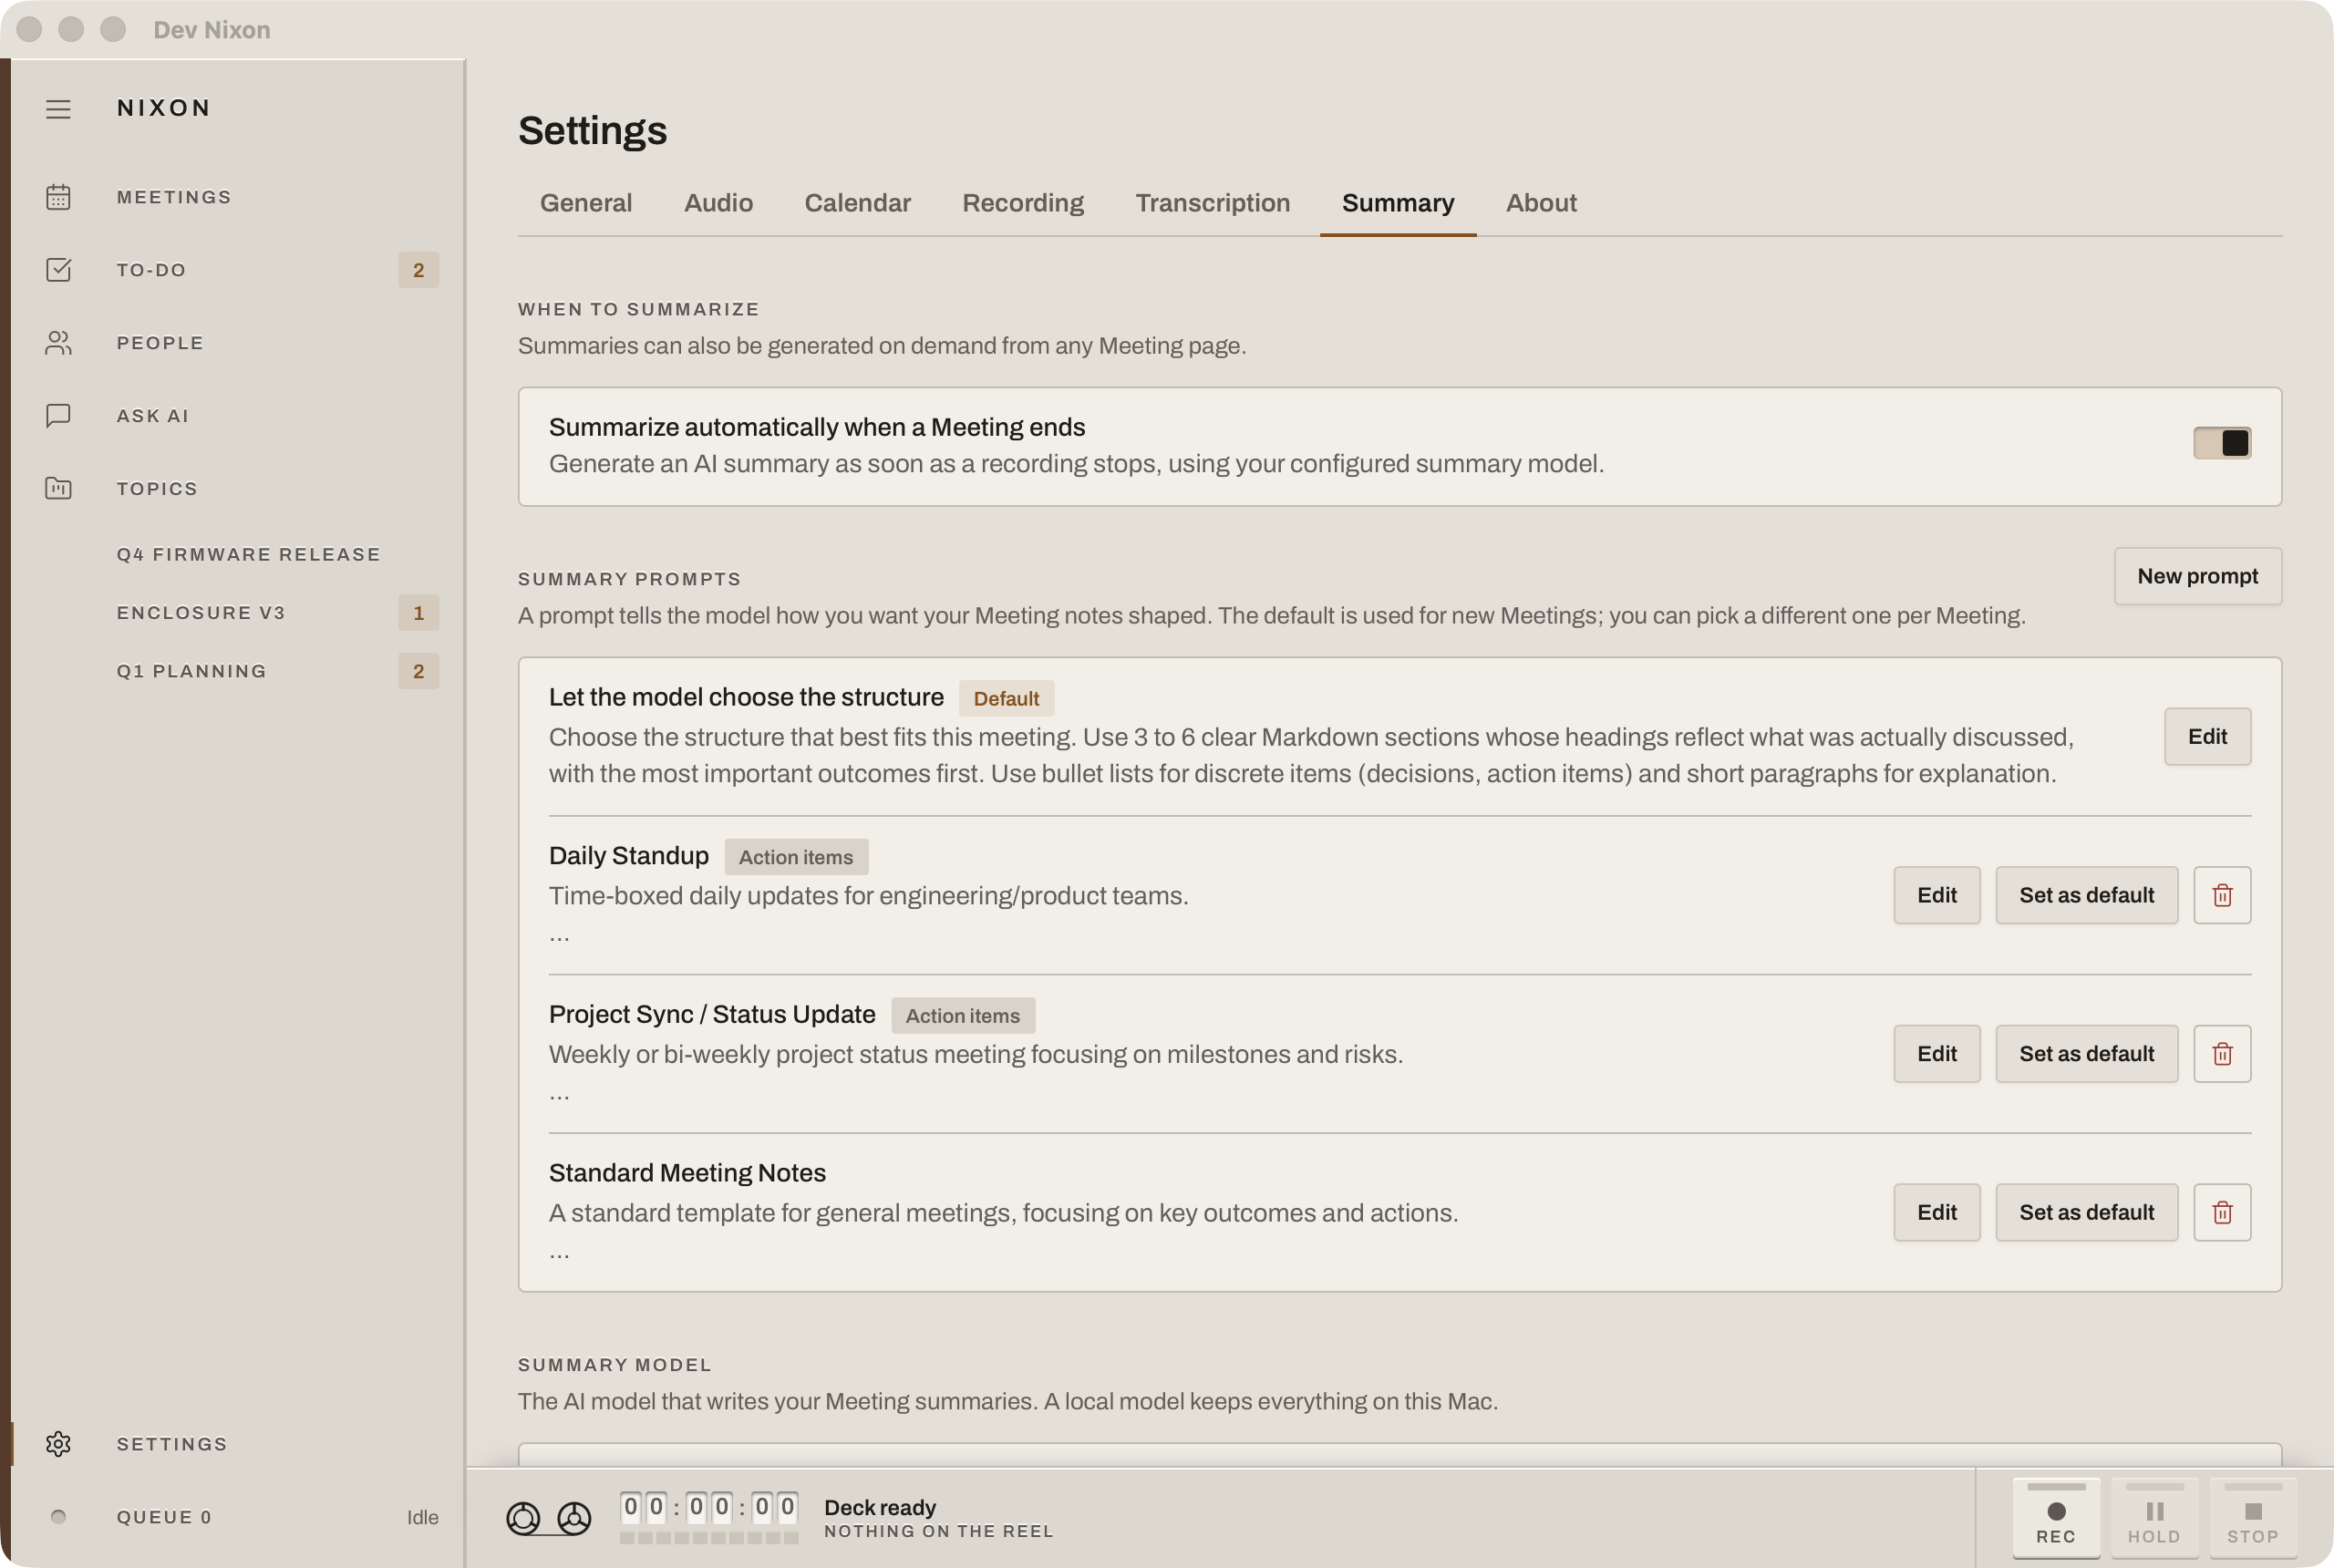 Dev Nixon
NIXON
MEETINGS
TO-DO 2
PEOPLE
ASK AI
TOPICS
Q4 FIRMWARE RELEASE
ENCLOSURE V3 1
Q1 PLANNING 2
SETTINGS
QUEUE 0 Idle
Settings
General Audio Calendar Recording Transcription Summary About
WHEN TO SUMMARIZE
Summaries can also be generated on demand from any Meeting page.
Summarize automatically when a Meeting ends
Generate an AI summary as soon as a recording stops, using your configured summary model.
SUMMARY PROMPTS
New prompt
A prompt tells the model how you want your Meeting notes shaped. The default is used for new Meetings; you can pick a different one per Meeting.
Let the model choose the structure Default
Choose the structure that best fits this meeting. Use 3 to 6 clear Markdown sections whose headings reflect what was actually discussed,
with the most important outcomes first. Use bullet lists for discrete items (decisions, action items) and short paragraphs for explanation.
Edit
Daily Standup Action items
Time-boxed daily updates for engineering/product teams.
...
Edit Set as default
Project Sync / Status Update Action items
Weekly or bi-weekly project status meeting focusing on milestones and risks.
...
Edit Set as default
Standard Meeting Notes
A standard template for general meetings, focusing on key outcomes and actions.
...
Edit Set as default
SUMMARY MODEL
The AI model that writes your Meeting summaries. A local model keeps everything on this Mac.
00:00:00
Deck ready
NOTHING ON THE REEL
REC HOLD STOP